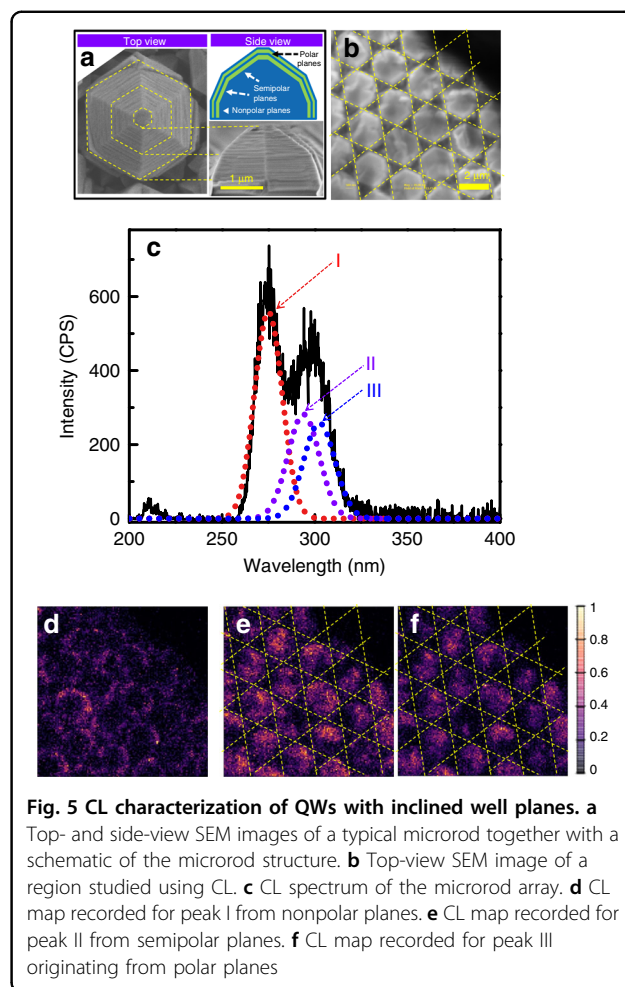 Top view
Side view
a
Polar
planes
Semipolar
planes
Nonpolar planes
1 μm
b
2 μm
c
I
II
III
600
400
200
0
Intensity (CPS)
200 250 300 350 400
Wavelength (nm)
d
e
f
1
0.8
0.6
0.4
0.2
0
Fig. 5 CL characterization of QWs with inclined well planes. a
Top- and side-view SEM images of a typical microrod together with a
schematic of the microrod structure. b Top-view SEM image of a
region studied using CL. c CL spectrum of the microrod array. d CL
map recorded for peak I from nonpolar planes. e CL map recorded for
peak II from semipolar planes. f CL map recorded for peak III
originating from polar planes